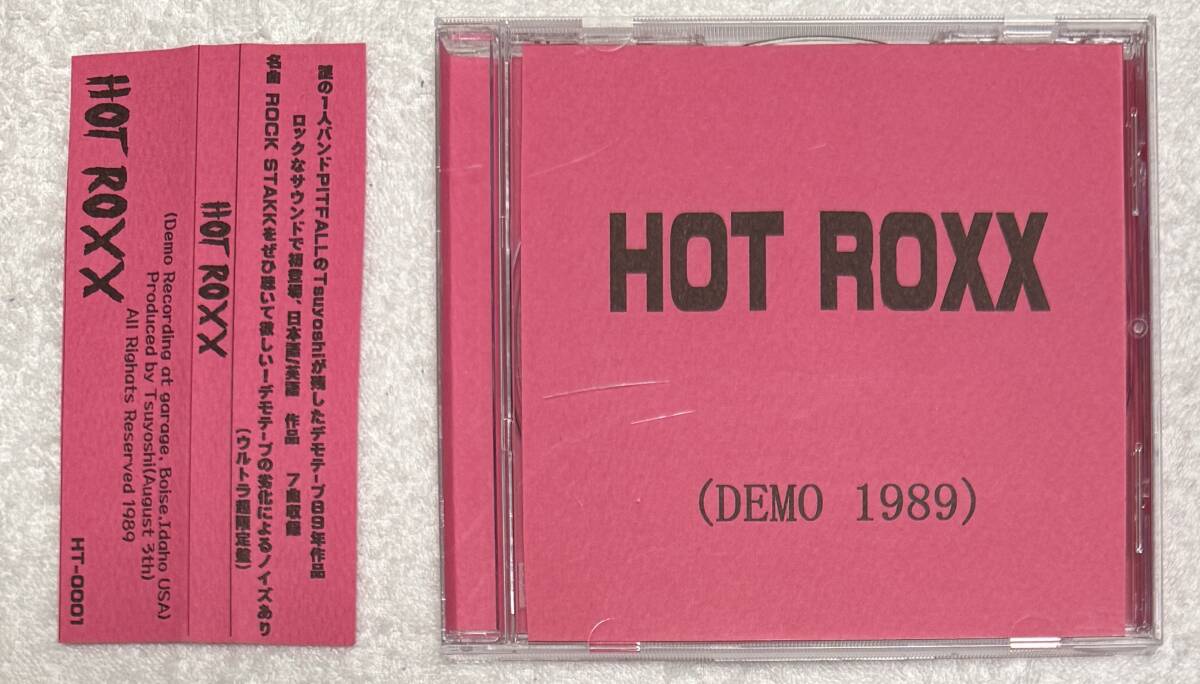 謎の1人バンドPITFALLのTsuyoshiが残したデモテープ89年作品
ロックなサウンドで初登場、日本語/英語 作品 7曲収録
名曲 ROCK STAKKをぜひ聴いて欲しいーデモテープの劣化によるノイズあり
(ウルトラ超限定盤)
HOT ROXX
HOT ROXX
(Demo Recording at garage, Boise,Idaho USA)
Produced by Tsuyoshi(August 3th)
All Righats Reserved 1989
HT-0001
HOT ROXX
(DEMO 1989)